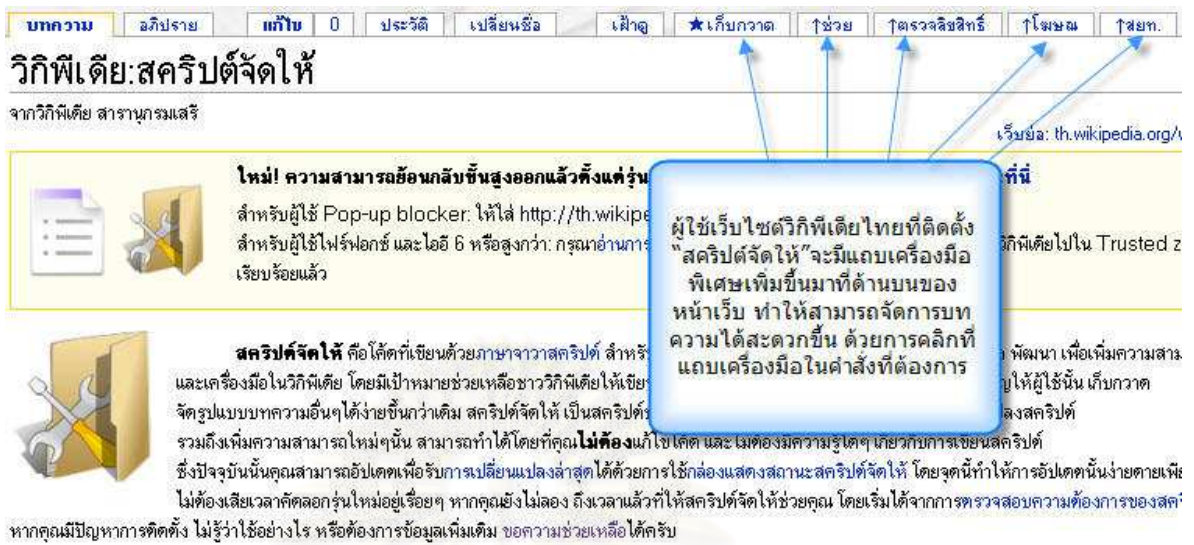 บทความ อภิปราย แก้ไข 0 ประวัติ เปลี่ยนชื่อ เฝ้าดู ★เก็บกวาด ↑ช่วย ↑ตรวจลิขสิทธิ์ ↑โฆษณ ↑สยท.
วิกิพีเดีย:สคริปต์จัดให้
จากวิกิพีเดีย สารานุกรมเสรี
เว็บย่อ: th.wikipedia.org/
ใหม่! ความสามารถย้อนกลับขั้นสูงออกแล้วตั้งแต่รุ่น ที่นี่
สำหรับผู้ใช้ Pop-up blocker: ให้ใส่ http://th.wikipe
สำหรับผู้ใช้ไฟร์ฟอกซ์ และไออี 6 หรือสูงกว่า: กรุณาอ่านการ วิกิพีเดียไปใน Trusted z
เรียบร้อยแล้ว
ผู้ใช้เว็บไซต์วิกิพีเดียไทยที่ติดตั้ง
“สคริปต์จัดให้”จะมีแถบเครื่องมือ
พิเศษเพิ่มขึ้นมาที่ด้านบนของ
หน้าเว็บ ทำให้สามารถจัดการบท
ความได้สะดวกขึ้น ด้วยการคลิกที่
แถบเครื่องมือในคำสั่งที่ต้องการ
สคริปต์จัดให้ คือโค้ดที่เขียนด้วยภาษาจาวาสคริปต์ สำหรั พัฒนา เพื่อเพิ่มความสาม
และเครื่องมือในวิกิพีเดีย โดยมีเป้าหมายช่วยเหลือชาววิกิพีเดียให้เขีย ให้ผู้ใช้นั้น เก็บกวาด
จัดรูปแบบบทความอื่นๆได้ง่ายขึ้นกว่าเดิม สคริปต์จัดให้ เป็นสคริปต์ ลงสคริปต์
รวมถึงเพิ่มความสามารถใหม่ๆนั้น สามารถทำได้โดยที่คุณไม่ต้องแก้ไขโค้ด และไม่ต้องมีความรู้ใดๆ เกี่ยวกับการเขียนสคริปต์
ซึ่งปัจจุบันนั้นคุณสามารถอัปเดตเพื่อรับการเปลี่ยนแปลงล่าสุดได้ด้วยการใช้กล่องแสดงสถานะสคริปต์จัดให้ โดยจุดนี้ทำให้การอัปเดตนั้นง่ายดายเพีย
ไม่ต้องเสียเวลาคัดลอกรุ่นใหม่อยู่เรื่อยๆ หากคุณยังไม่ลอง ถึงเวลาแล้วที่ให้สคริปต์จัดให้ช่วยคุณ โดยเริ่มได้จากการตรวจสอบความต้องการของสคริ
หากคุณมีปัญหาการติดตั้ง ไม่รู้ว่าใช้อย่างไร หรือต้องการข้อมูลเพิ่มเติม ขอความช่วยเหลือได้ครับ